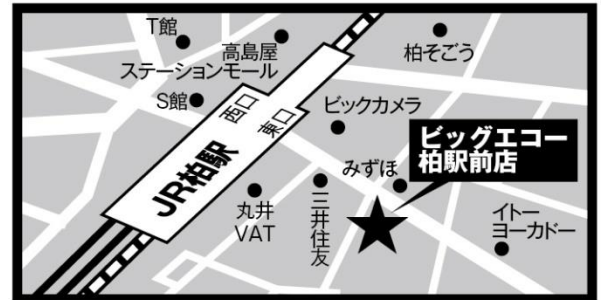 T館
高島屋
ステーションモール
S館
西口
東口
JR柏駅
柏そごう
ビックカメラ
ビッグエコー
柏駅前店
みずほ
丸井
VAT
三井住友
イトー
ヨーカドー